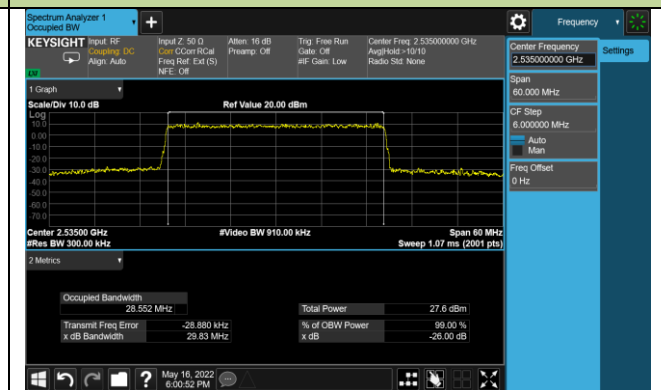 Spectrum Analyzer 1
Occupied BW
Frequency
KEYSIGHT
Input: RF
Coupling: DC
Align: Auto
Input Z: 50 Ω
Corr CCorr RCal
Freq Ref: Ext (S)
NFE: Off
Atten: 16 dB
Preamp: Off
Trig: Free Run
Gate: Off
#IF Gain: Low
Center Freq: 2.535000000 GHz
Avg|Hold:>10/10
Radio Std: None
Center Frequency
2.535000000 GHz
Settings
Span
60.000 MHz
CF Step
6.000000 MHz
Auto
Man
Freq Offset
0 Hz
1 Graph
Scale/Div 10.0 dB
Ref Value 20.00 dBm
Log
10.0
0.00
-10.0
-20.0
-30.0
-40.0
-50.0
-60.0
-70.0
Center 2.53500 GHz
#Video BW 910.00 kHz
Span 60 MHz
#Res BW 300.00 kHz
Sweep 1.07 ms (2001 pts)
2 Metrics
Occupied Bandwidth
28.552 MHz
Total Power
27.6 dBm
Transmit Freq Error
-28.880 kHz
% of OBW Power
99.00 %
x dB Bandwidth
29.83 MHz
x dB
-26.00 dB
May 16, 2022
6:00:52 PM